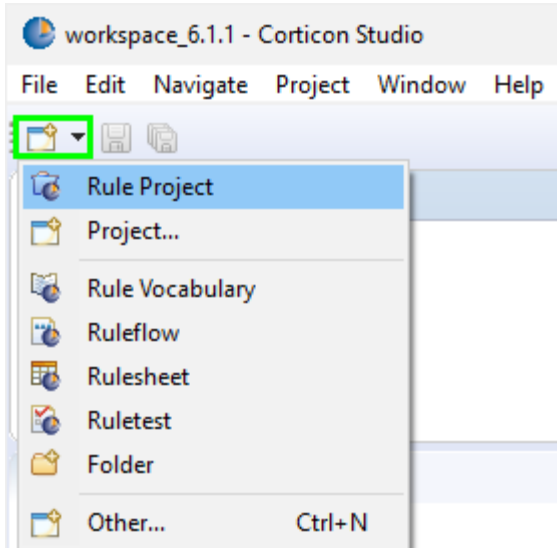 workspace_6.1.1 - Corticon Studio
File Edit Navigate Project Window Help
Rule Project
Project...
Rule Vocabulary
Ruleflow
Rulesheet
Ruletest
Folder
Other... Ctrl+N